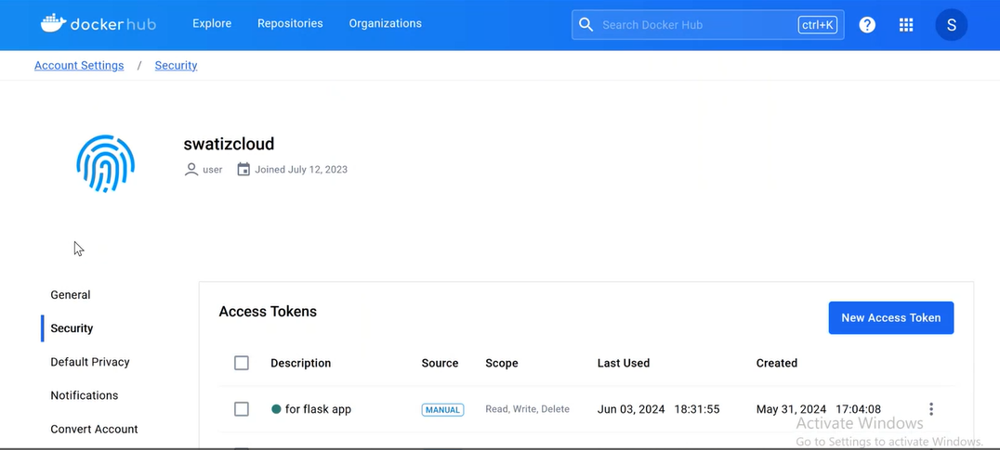 dockerhub Explore Repositories Organizations Search Docker Hub ctrl+K ? S
Account Settings / Security
swatizcloud
user Joined July 12, 2023
General
Access Tokens
New Access Token
Security
Description Source Scope Last Used Created
Default Privacy
Notifications
for flask app MANUAL Read, Write, Delete Jun 03, 2024 18:31:55 May 31, 2024 17:04:08
Convert Account
Activate Windows
Go to Settings to activate Windows.